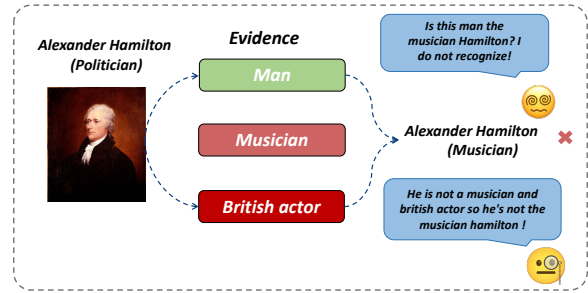 Alexander Hamilton
(Politician)
Evidence
Man
Musician
British actor
Is this man the
musician Hamilton? I
do not recognize!
Alexander Hamilton
(Musician)
He is not a musician and
british actor so he's not the
musician hamilton !